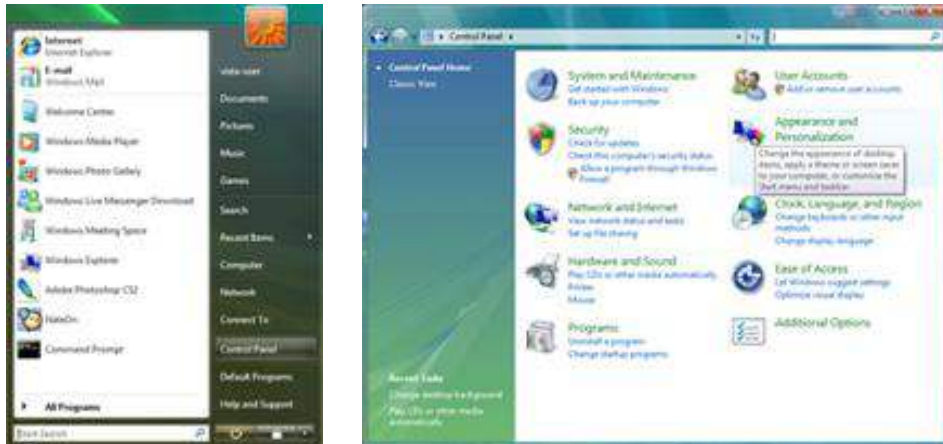 Internet
Internet Explorer
E-mail
Windows Mail
Welcome Center
Windows Media Player
Windows Photo Gallery
Windows Live Messenger Download
Windows Meeting Space
Windows Explorer
Adobe Photoshop CS2
NateOn
Command Prompt
All Programs
Start Search
vista user
Documents
Pictures
Music
Games
Search
Recent Items
Computer
Network
Connect To
Control Panel
Default Programs
Help and Support
Control Panel
Control Panel Home
Classic View
System and Maintenance
Get started with Windows
Back up your computer
Security
Check for updates
Check this computer's security status
Allow a program through Windows
Firewall
Network and Internet
View network status and tasks
Set up file sharing
Hardware and Sound
Play CDs or other media automatically
Printer
Mouse
Programs
Uninstall a program
Change startup programs
User Accounts
Add or remove user accounts
Appearance and
Personalization
Change the appearance of desktop
items, apply a theme or screen saver
to your computer, or customize the
Start menu and taskbar.
Clock, Language, and Region
Change keyboards or other input
methods
Change display language
Ease of Access
Let Windows suggest settings
Optimize visual display
Additional Options
Recent Tasks
Change desktop background
Play CDs or other media
automatically